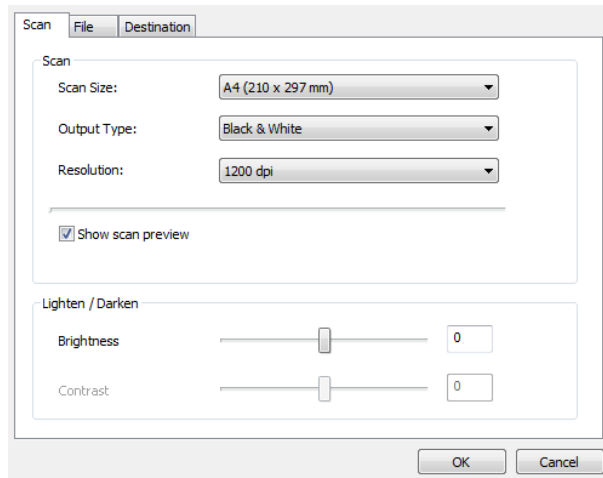 Scan File Destination
Scan
Scan Size: A4 (210 x 297 mm)
Output Type: Black & White
Resolution: 1200 dpi
Show scan preview
Lighten / Darken
Brightness 0
Contrast 0
OK Cancel